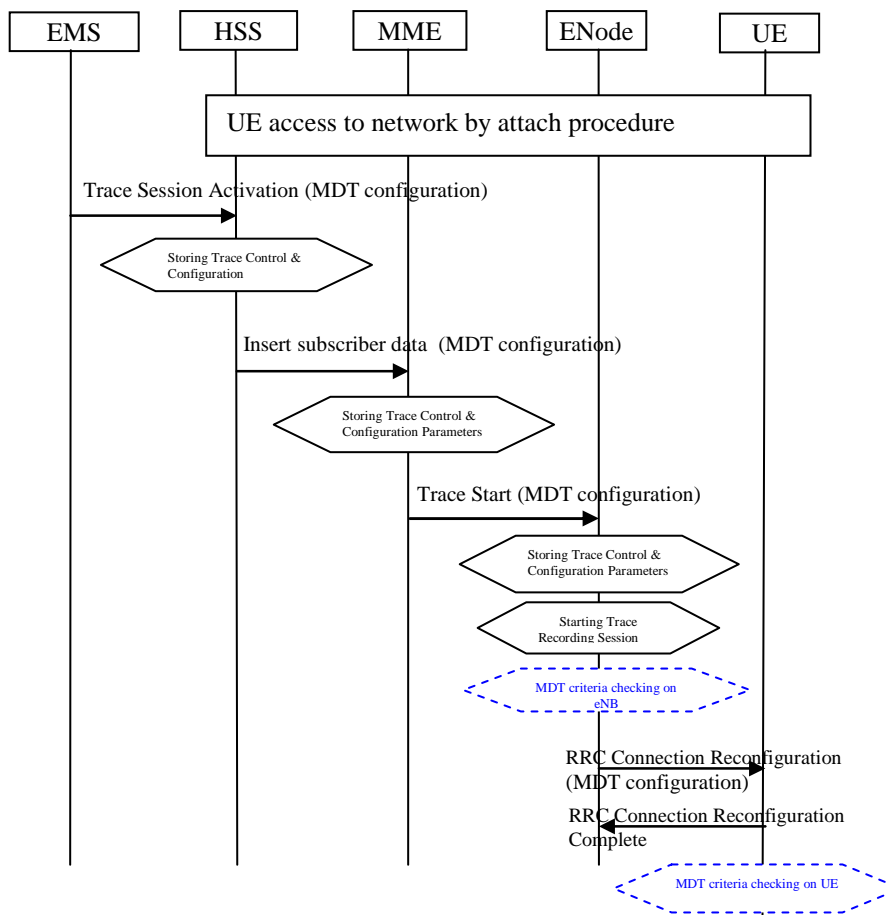 EMS HSS MME ENode UE
UE access to network by attach procedure
Trace Session Activation (MDT configuration)
Storing Trace Control &
Configuration
Insert subscriber data (MDT configuration)
Storing Trace Control &
Configuration Parameters
Trace Start (MDT configuration)
Storing Trace Control &
Configuration Parameters
Starting Trace
Recording Session
MDT criteria checking on
eNB
RRC Connection Reconfiguration
(MDT configuration)
RRC Connection Reconfiguration
Complete
MDT criteria checking on UE